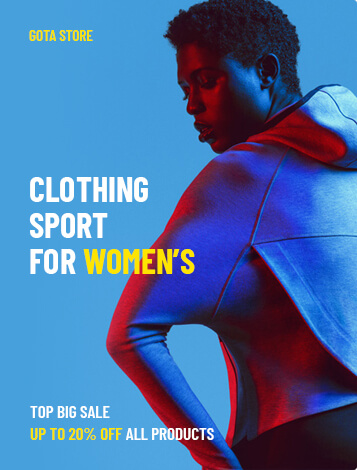 GOTA STORE
CLOTHING
SPORT
FOR WOMEN'S
TOP BIG SALE
UP TO 20% OFF ALL PRODUCTS